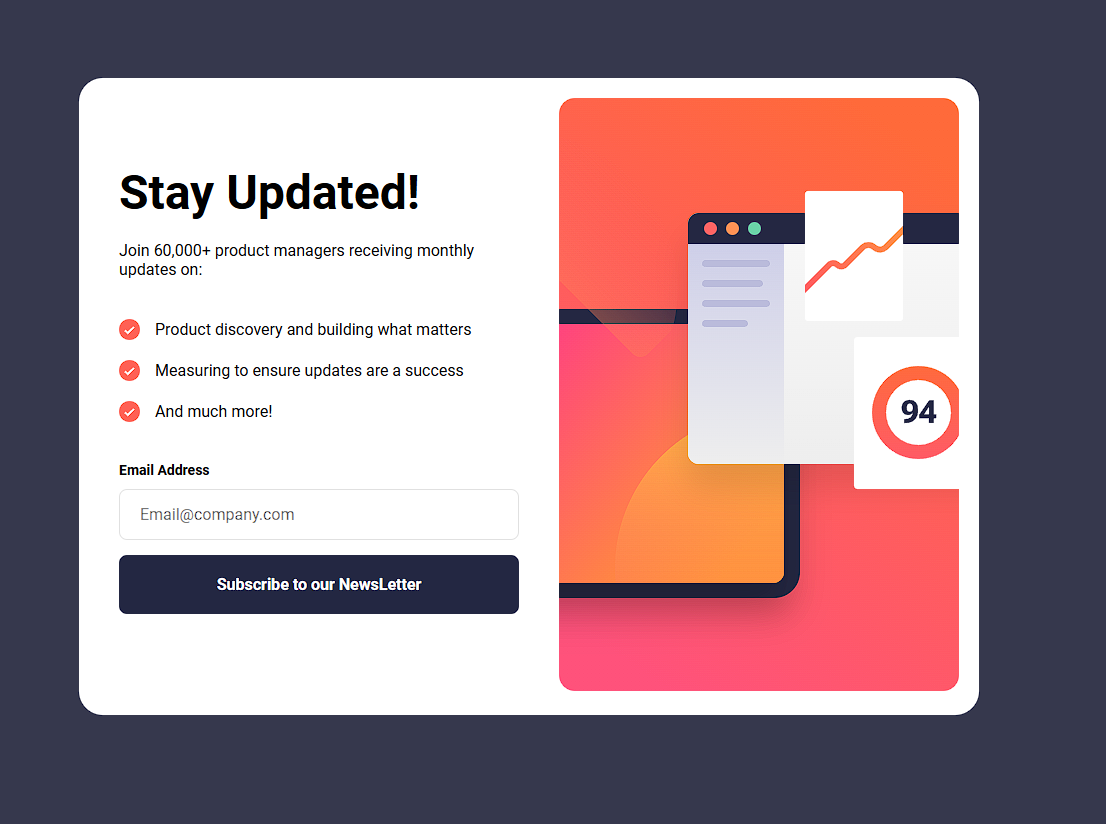 Stay Updated!
Join 60,000+ product managers receiving monthly
updates on:
Product discovery and building what matters
Measuring to ensure updates are a success
And much more!
Email Address
Email@company.com
Subscribe to our NewsLetter
94